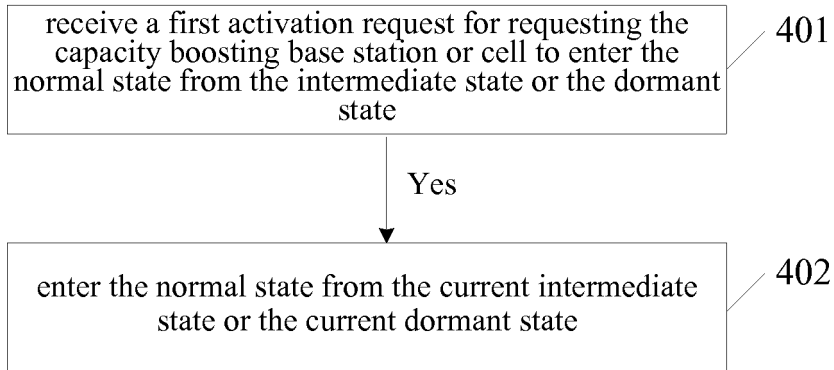 receive a first activation request for requesting the
capacity boosting base station or cell to enter the
normal state from the intermediate state or the dormant
state
401
Yes
enter the normal state from the current intermediate
state or the current dormant state
402